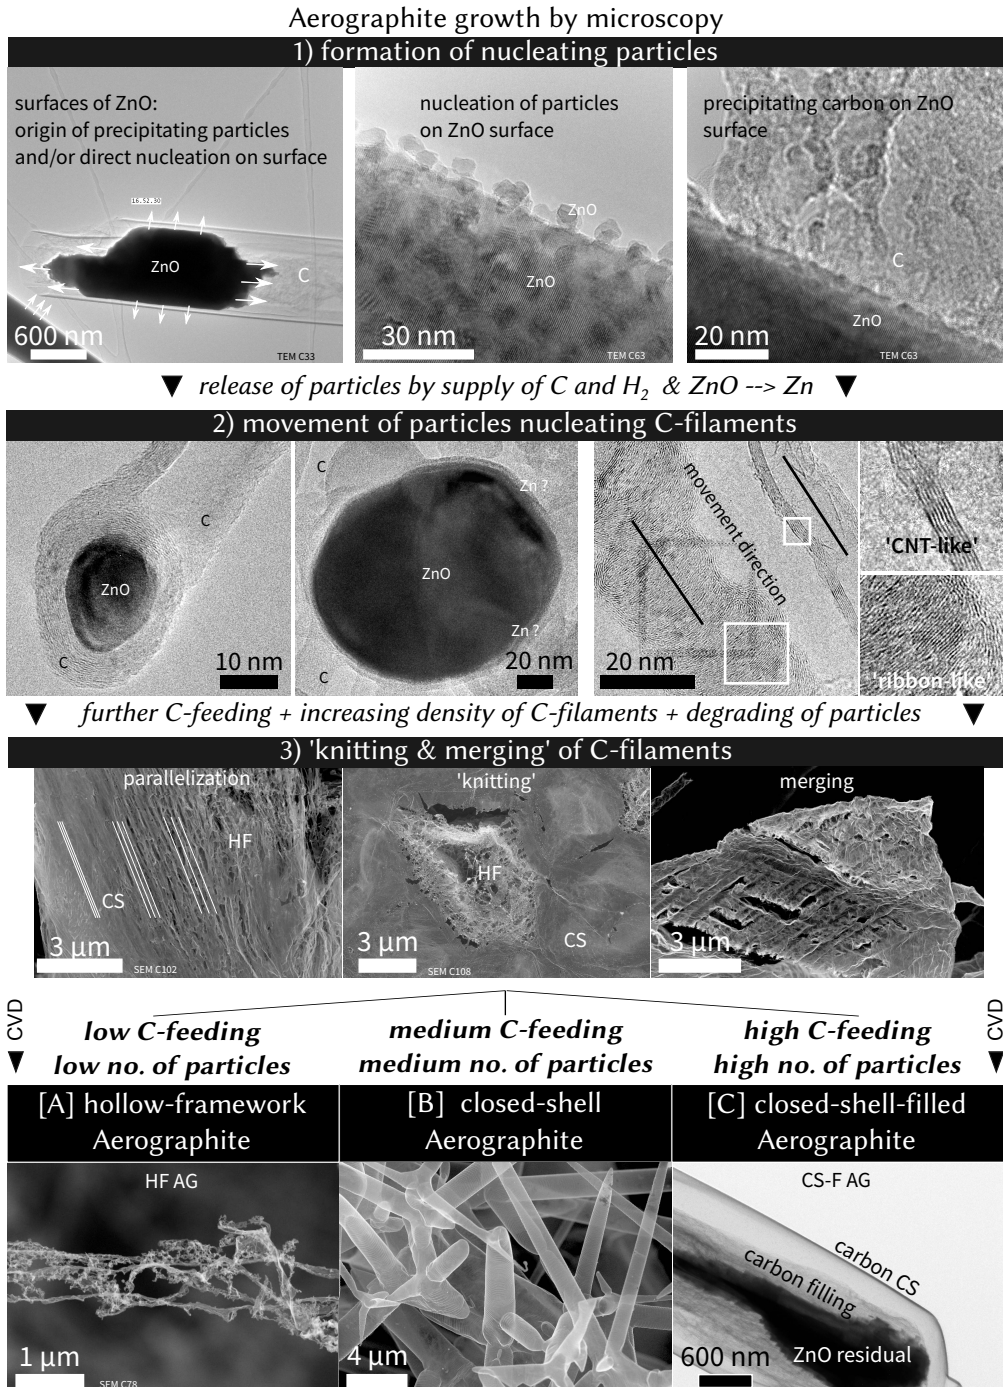 Aerographite growth by microscopy
1) formation of nucleating particles
surfaces of ZnO:
origin of precipitating particles
and/or direct nucleation on surface
16.52.30
ZnO
C
600 nm
TEM C33
nucleation of particles
on ZnO surface
ZnO
ZnO
30 nm
TEM C63
precipitating carbon on ZnO
surface
C
ZnO
20 nm
TEM C63
▼ release of particles by supply of C and H₂ & ZnO --> Zn ▼
2) movement of particles nucleating C-filaments
C
ZnO
C
10 nm
C
Zn ?
ZnO
Zn ?
C
20 nm
movement direction
20 nm
'CNT-like'
'ribbon-like'
▼ further C-feeding + increasing density of C-filaments + degrading of particles ▼
3) 'knitting & merging' of C-filaments
parallelization
HF
CS
3 µm
SEM C102
'knitting'
HF
CS
3 µm
SEM C108
merging
3 µm
CVD
low C-feeding
low no. of particles
medium C-feeding
medium no. of particles
high C-feeding
high no. of particles
CVD
[A] hollow-framework
Aerographite
[B] closed-shell
Aerographite
[C] closed-shell-filled
Aerographite
HF AG
1 µm
SEM C78
4 µm
CS-F AG
carbon CS
carbon filling
ZnO residual
600 nm